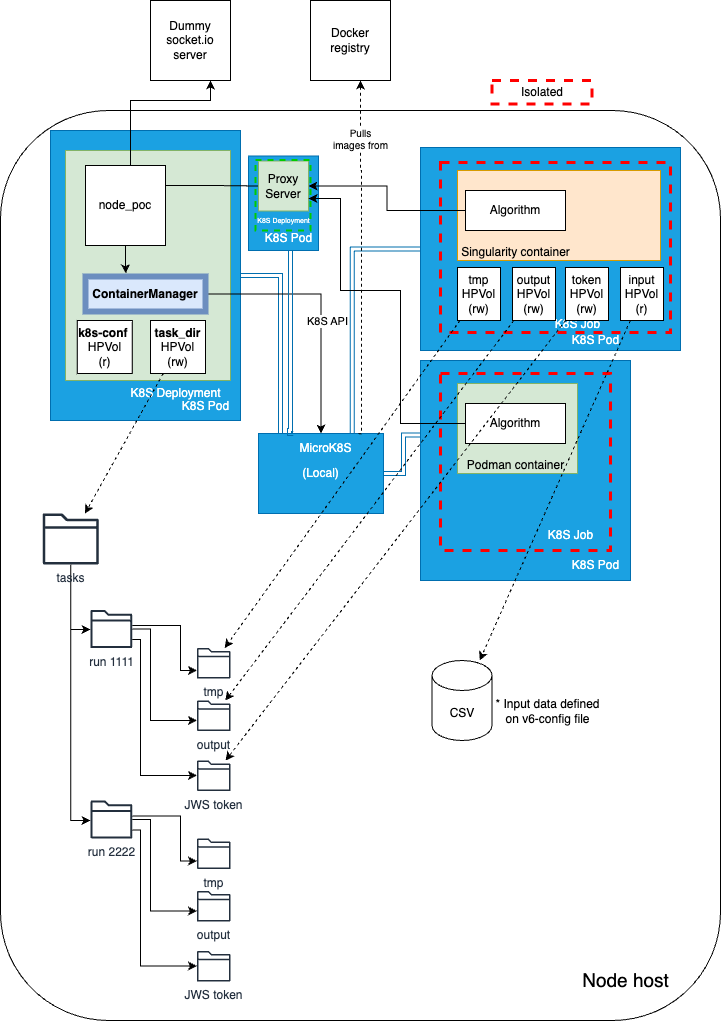 Dummy
socket.io
server
Docker
registry
Isolated
Pulls
images from
node_poc
Proxy
Server
K8S Deployment
K8S Pod
Algorithm
Singularity container
ContainerManager
tmp
HPVol
(rw)
output
HPVol
(rw)
token
HPVol
(rw)
input
HPVol
(r)
K8S Job
K8S Pod
K8S API
k8s-conf
HPVol
(r)
task_dir
HPVol
(rw)
K8S Deployment
K8S Pod
MicroK8S
(Local)
Algorithm
Podman container
K8S Job
K8S Pod
tasks
run 1111
tmp
output
JWS token
CSV
* Input data defined
on v6-config file
run 2222
tmp
output
JWS token
Node host